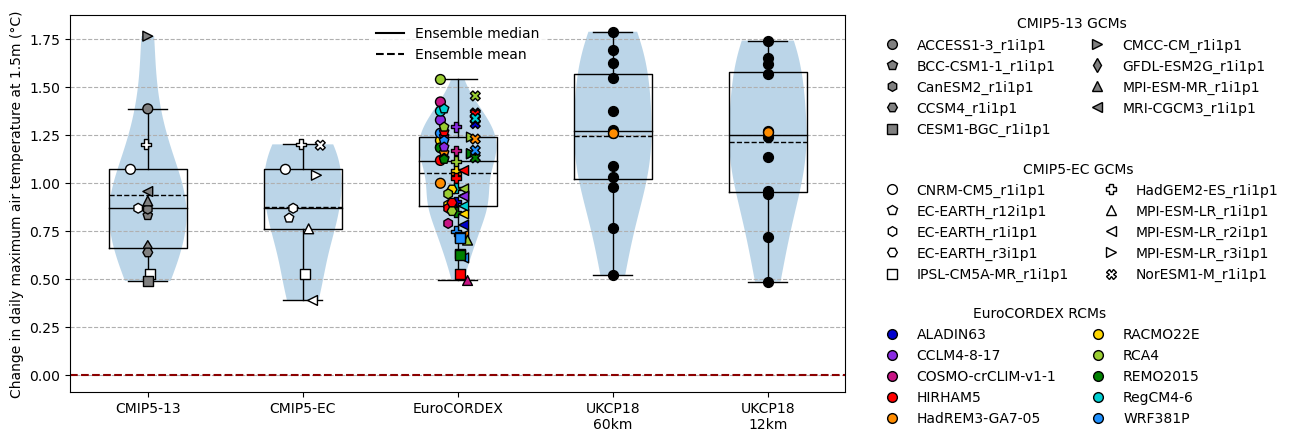 Change in daily maximum air temperature at 1.5m (°C)
1.75
1.50
1.25
1.00
0.75
0.50
0.25
0.00
Ensemble median
Ensemble mean
CMIP5-13
CMIP5-EC
EuroCORDEX
UKCP18
60km
UKCP18
12km
CMIP5-13 GCMs
ACCESS1-3_r1i1p1
BCC-CSM1-1_r1i1p1
CanESM2_r1i1p1
CCSM4_r1i1p1
CESM1-BGC_r1i1p1
CMCC-CM_r1i1p1
GFDL-ESM2G_r1i1p1
MPI-ESM-MR_r1i1p1
MRI-CGCM3_r1i1p1
CMIP5-EC GCMs
CNRM-CM5_r1i1p1
EC-EARTH_r12i1p1
EC-EARTH_r1i1p1
EC-EARTH_r3i1p1
IPSL-CM5A-MR_r1i1p1
HadGEM2-ES_r1i1p1
MPI-ESM-LR_r1i1p1
MPI-ESM-LR_r2i1p1
MPI-ESM-LR_r3i1p1
NorESM1-M_r1i1p1
EuroCORDEX RCMs
ALADIN63
CCLM4-8-17
COSMO-crCLIM-v1-1
HIRHAM5
HadREM3-GA7-05
RACMO22E
RCA4
REMO2015
RegCM4-6
WRF381P